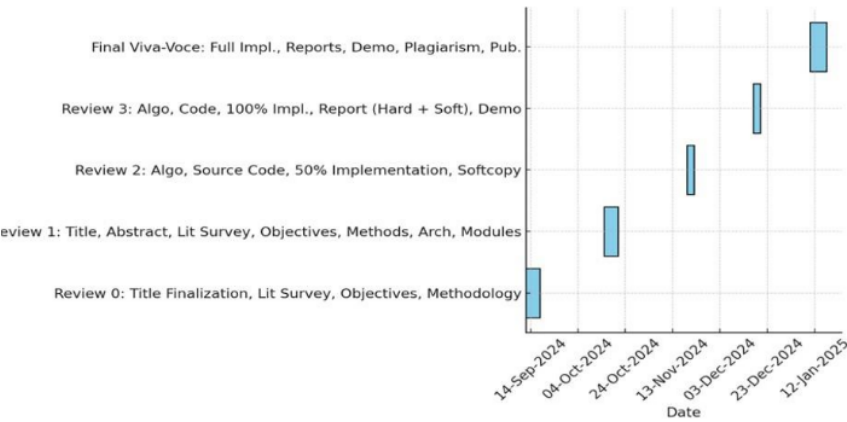 Final Viva-Voce: Full Impl., Reports, Demo, Plagiarism, Pub.
Review 3: Algo, Code, 100% Impl., Report (Hard + Soft), Demo
Review 2: Algo, Source Code, 50% Implementation, Softcopy
eview 1: Title, Abstract, Lit Survey, Objectives, Methods, Arch, Modules
Review 0: Title Finalization, Lit Survey, Objectives, Methodology
14-Sep-2024
04-Oct-2024
24-Oct-2024
13-Nov-2024
03-Dec-2024
23-Dec-2024
12-Jan-2025
Date